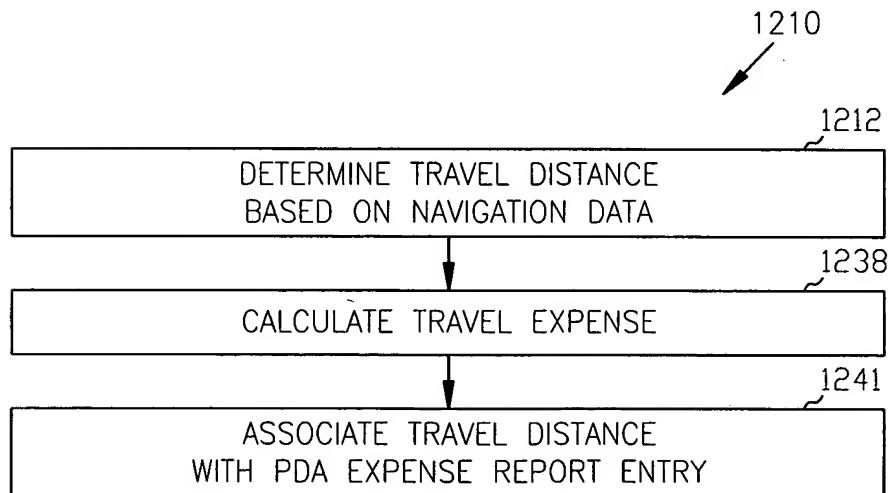 1210
1212
DETERMINE TRAVEL DISTANCE
BASED ON NAVIGATION DATA
1238
CALCULATE TRAVEL EXPENSE
1241
ASSOCIATE TRAVEL DISTANCE
WITH PDA EXPENSE REPORT ENTRY